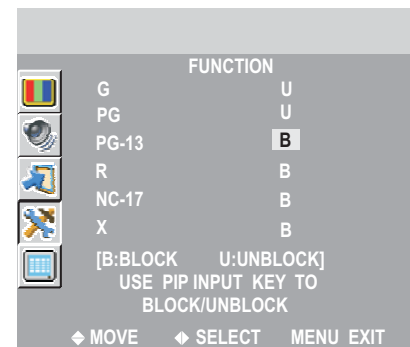 FUNCTION
G U
PG U
PG-13 B
R B
NC-17 B
X B
[B:BLOCK U:UNBLOCK]
USE PIP INPUT KEY TO
BLOCK/UNBLOCK
MOVE SELECT MENU EXIT